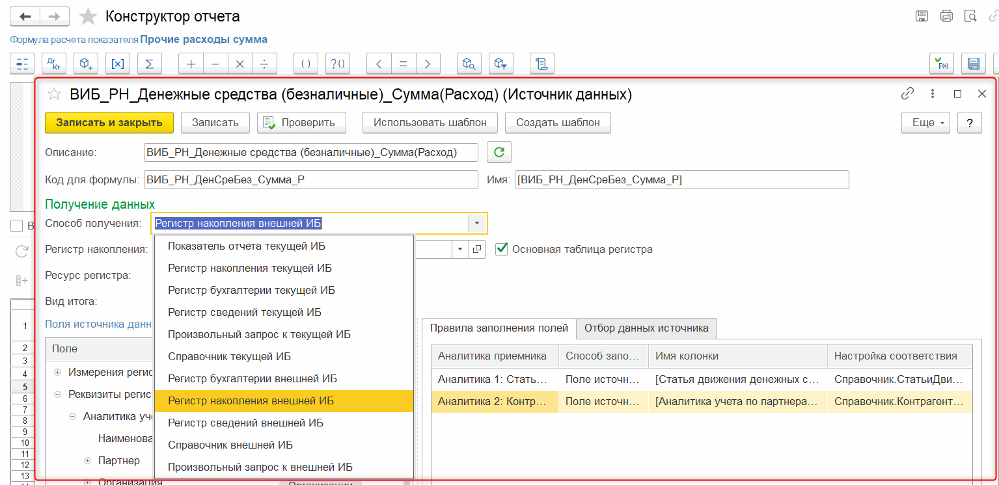 Конструктор отчета
Формула расчета показателя Прочие расходы сумма
Дт Кт [x] Σ + − × ÷ () ?() < = > F(x)
ВИБ_РН_Денежные средства (безналичные)_Сумма(Расход) (Источник данных)
Записать и закрыть Записать Проверить Использовать шаблон Создать шаблон Еще ?
Описание: ВИБ_РН_Денежные средства (безналичные)_Сумма(Расход)
Код для формулы: ВИБ_РН_ДенСреБез_Сумма_Р Имя: [ВИБ_РН_ДенСреБез_Сумма_Р]
Получение данных
В Способ получения: Регистр накопления внешней ИБ
Регистр накопления: Основная таблица регистра
Ресурс регистра:
Вид итога:
Поля источника данн
Поле
Измерения регис
Реквизиты регист
Аналитика уче
Наименова
Партнер
Организация
Показатель отчета текущей ИБ
Регистр накопления текущей ИБ
Регистр бухгалтерии текущей ИБ
Регистр сведений текущей ИБ
Произвольный запрос к текущей ИБ
Справочник текущей ИБ
Регистр бухгалтерии внешней ИБ
Регистр накопления внешней ИБ
Регистр сведений внешней ИБ
Справочник внешней ИБ
Произвольный запрос к внешней ИБ
Организации
Правила заполнения полей Отбор данных источника
Аналитика приемника Способ запо... Имя колонки Настройка соответствия
Аналитика 1: Стать... Поле источн... [Статья движения денежных с... Справочник.СтатьиДви...
Аналитика 2: Контр... Поле источн... [Аналитика учета по партнера... Справочник.Контрагент...
1
2
3
4
5
6
7
8
9
10
11
12
13